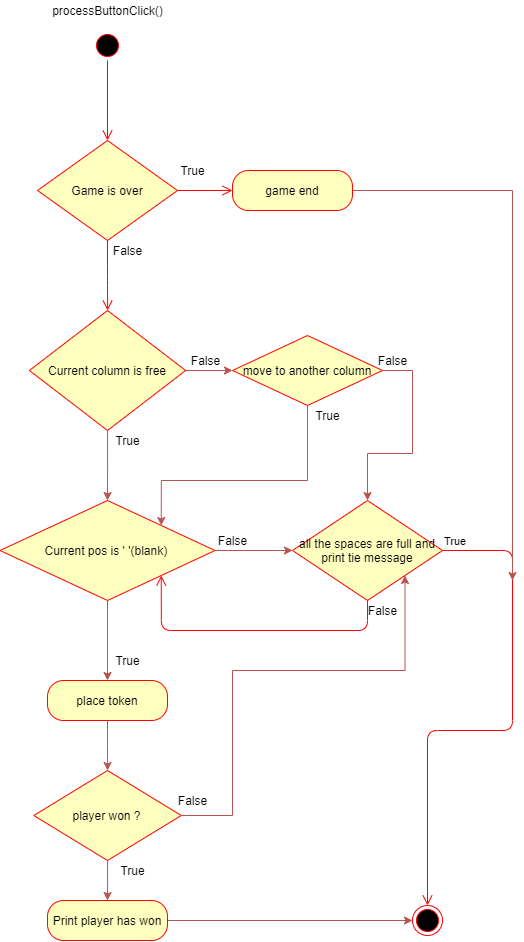 processButtonClick()
Game is over
True
game end
False
Current column is free
False
move to another column
False
True
True
Current pos is ' '(blank)
False
all the spaces are full and
print tie message
True
False
True
place token
player won ?
False
True
Print player has won